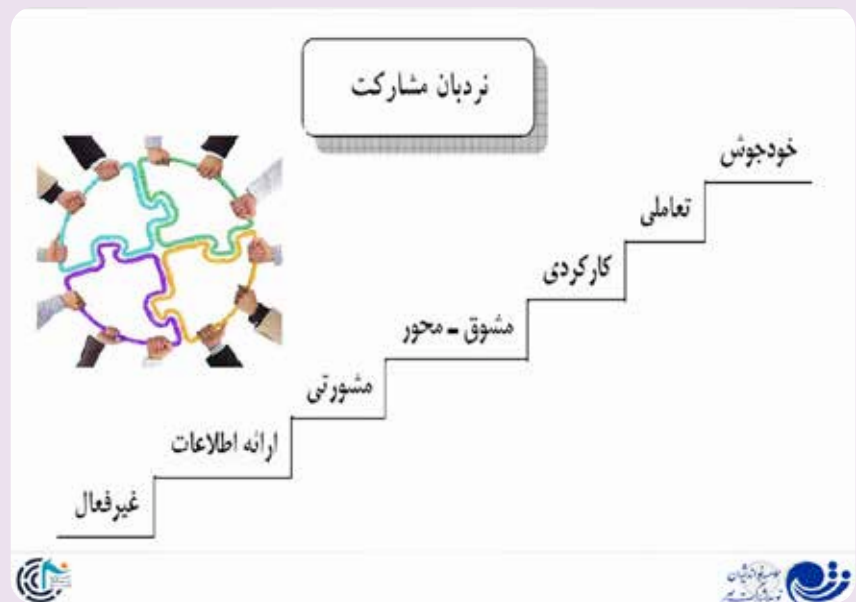 نردبان مشارکت
خودجوش
تعاملی
کارکردی
مشوق - محور
مشورتی
ارائه اطلاعات
غیرفعال